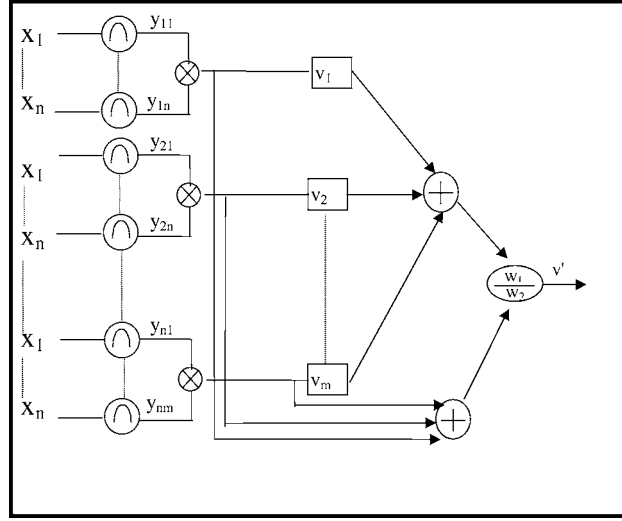 x1 y11
v1
xn y1n
x1 y21
v2
xn y2n
w1
w2
v'
x1 yn1
vm
xn ynm